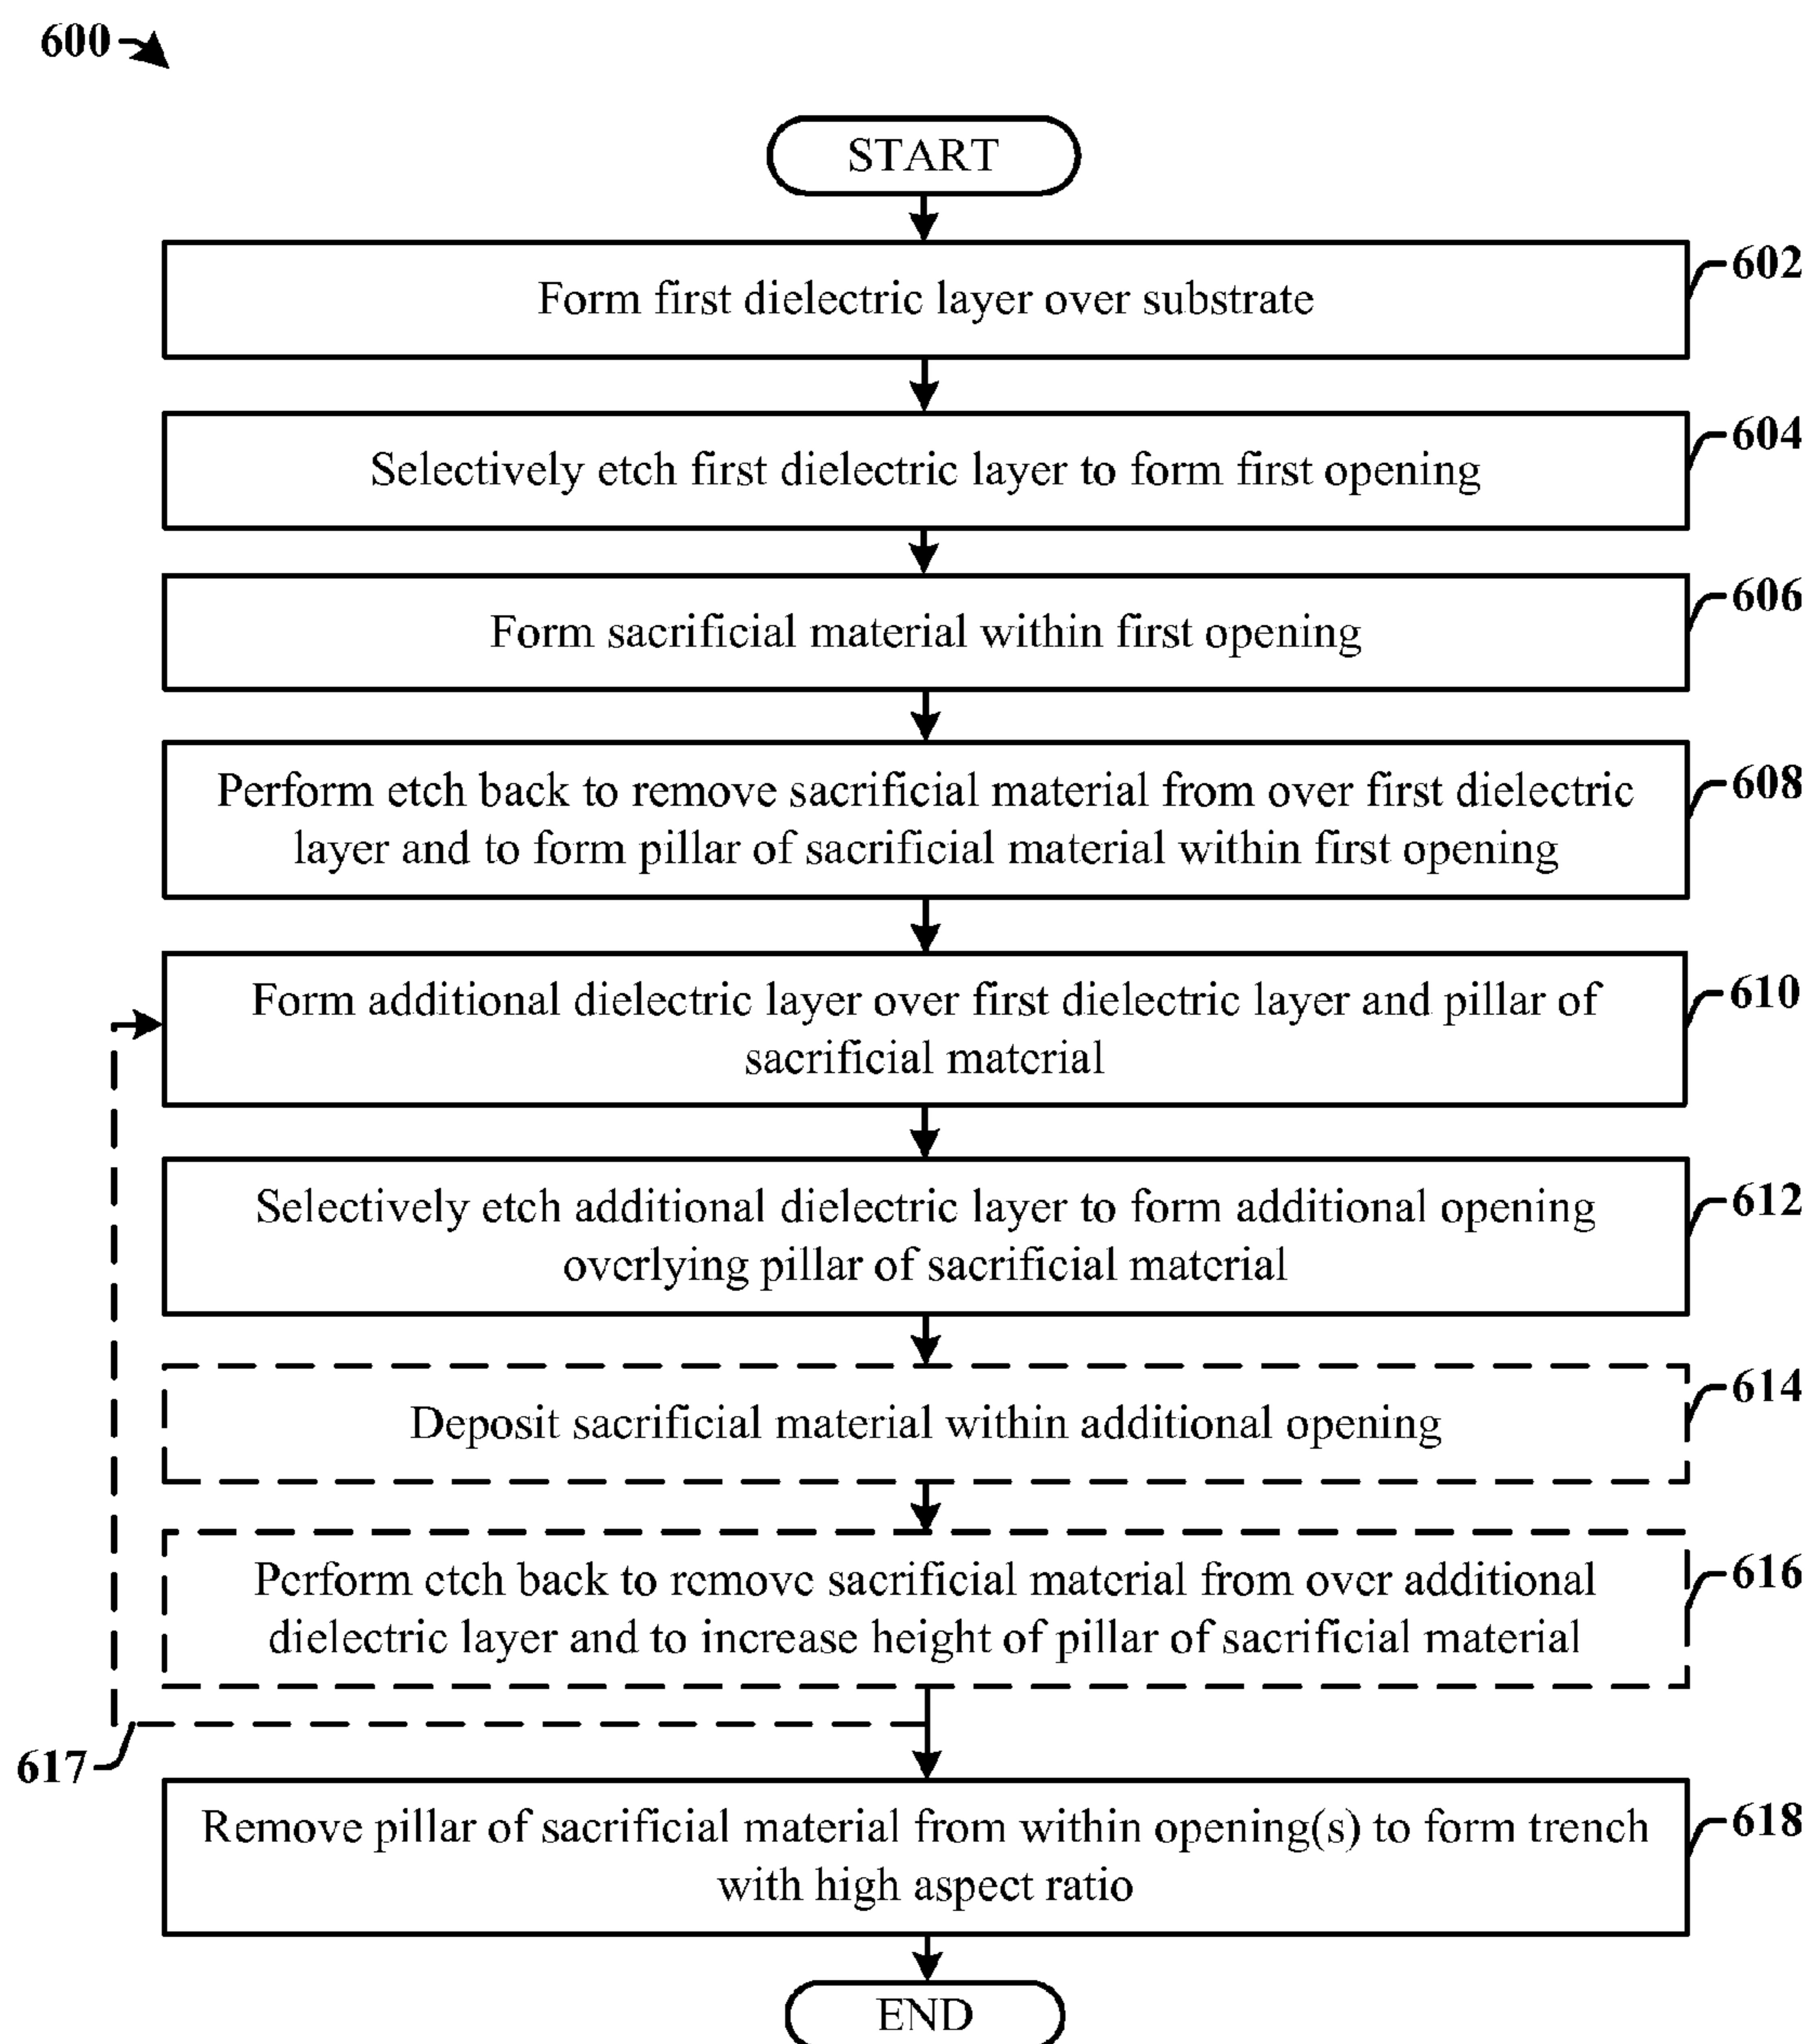 600
START
Form first dielectric layer over substrate
602
Selectively etch first dielectric layer to form first opening
604
Form sacrificial material within first opening
606
Perform etch back to remove sacrificial material from over first dielectric
layer and to form pillar of sacrificial material within first opening
608
Form additional dielectric layer over first dielectric layer and pillar of
sacrificial material
610
Selectively etch additional dielectric layer to form additional opening
overlying pillar of sacrificial material
612
Deposit sacrificial material within additional opening
614
Perform etch back to remove sacrificial material from over additional
dielectric layer and to increase height of pillar of sacrificial material
616
617
Remove pillar of sacrificial material from within opening(s) to form trench
with high aspect ratio
618
END